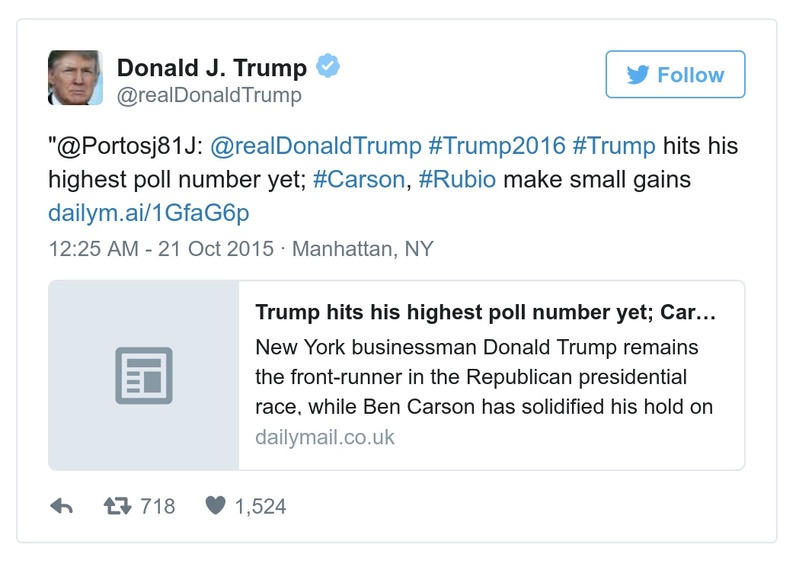 Donald J. Trump
@realDonaldTrump
Follow
"@Portosj81J: @realDonaldTrump #Trump2016 #Trump hits his
highest poll number yet; #Carson, #Rubio make small gains
dailym.ai/1GfaG6p
12:25 AM - 21 Oct 2015 · Manhattan, NY
Trump hits his highest poll number yet; Car…
New York businessman Donald Trump remains
the front-runner in the Republican presidential
race, while Ben Carson has solidified his hold on
dailymail.co.uk
718 1,524